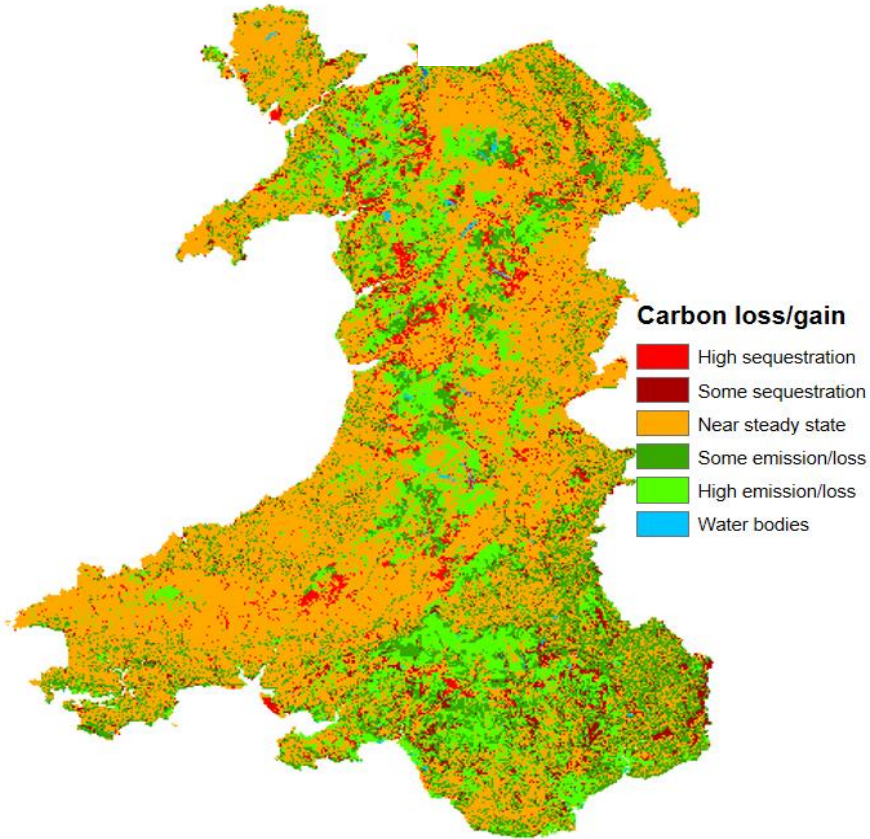 Carbon loss/gain
High sequestration
Some sequestration
Near steady state
Some emission/loss
High emission/loss
Water bodies